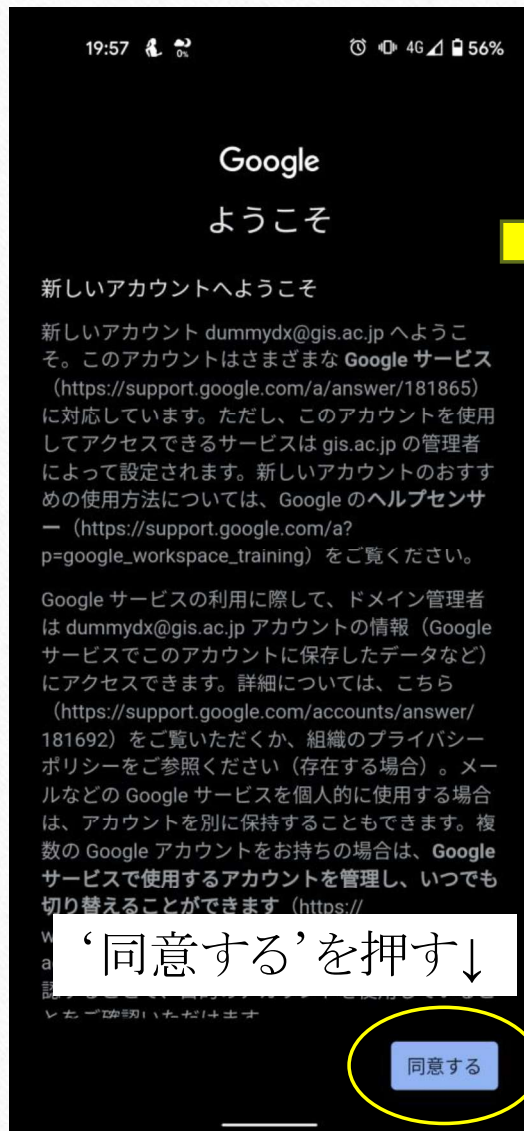 19:57 0% 4G 56%
Google
ようこそ
新しいアカウントへようこそ
新しいアカウント dummydx@gis.ac.jp へようこ
そ。このアカウントはさまざまな Google サービス
（https://support.google.com/a/answer/181865）
に対応しています。ただし、このアカウントを使用
してアクセスできるサービスは gis.ac.jp の管理者
によって設定されます。新しいアカウントのおすす
めの使用方法については、Google のヘルプセンタ
ー（https://support.google.com/a?
p=google_workspace_training）をご覧ください。
Google サービスの利用に際して、ドメイン管理者
は dummydx@gis.ac.jp アカウントの情報（Google
サービスでこのアカウントに保存したデータなど）
にアクセスできます。詳細については、こちら
（https://support.google.com/accounts/answer/
181692）をご覧いただくか、組織のプライバシー
ポリシーをご参照ください（存在する場合）。メー
ルなどの Google サービスを個人的に使用する場合
は、アカウントを別に保持することもできます。複
数の Google アカウントをお持ちの場合は、Google
サービスで使用するアカウントを管理し、いつでも
切り替えることができます（https://
‘同意する’を押す↓
とをご確認いただけます
同意する